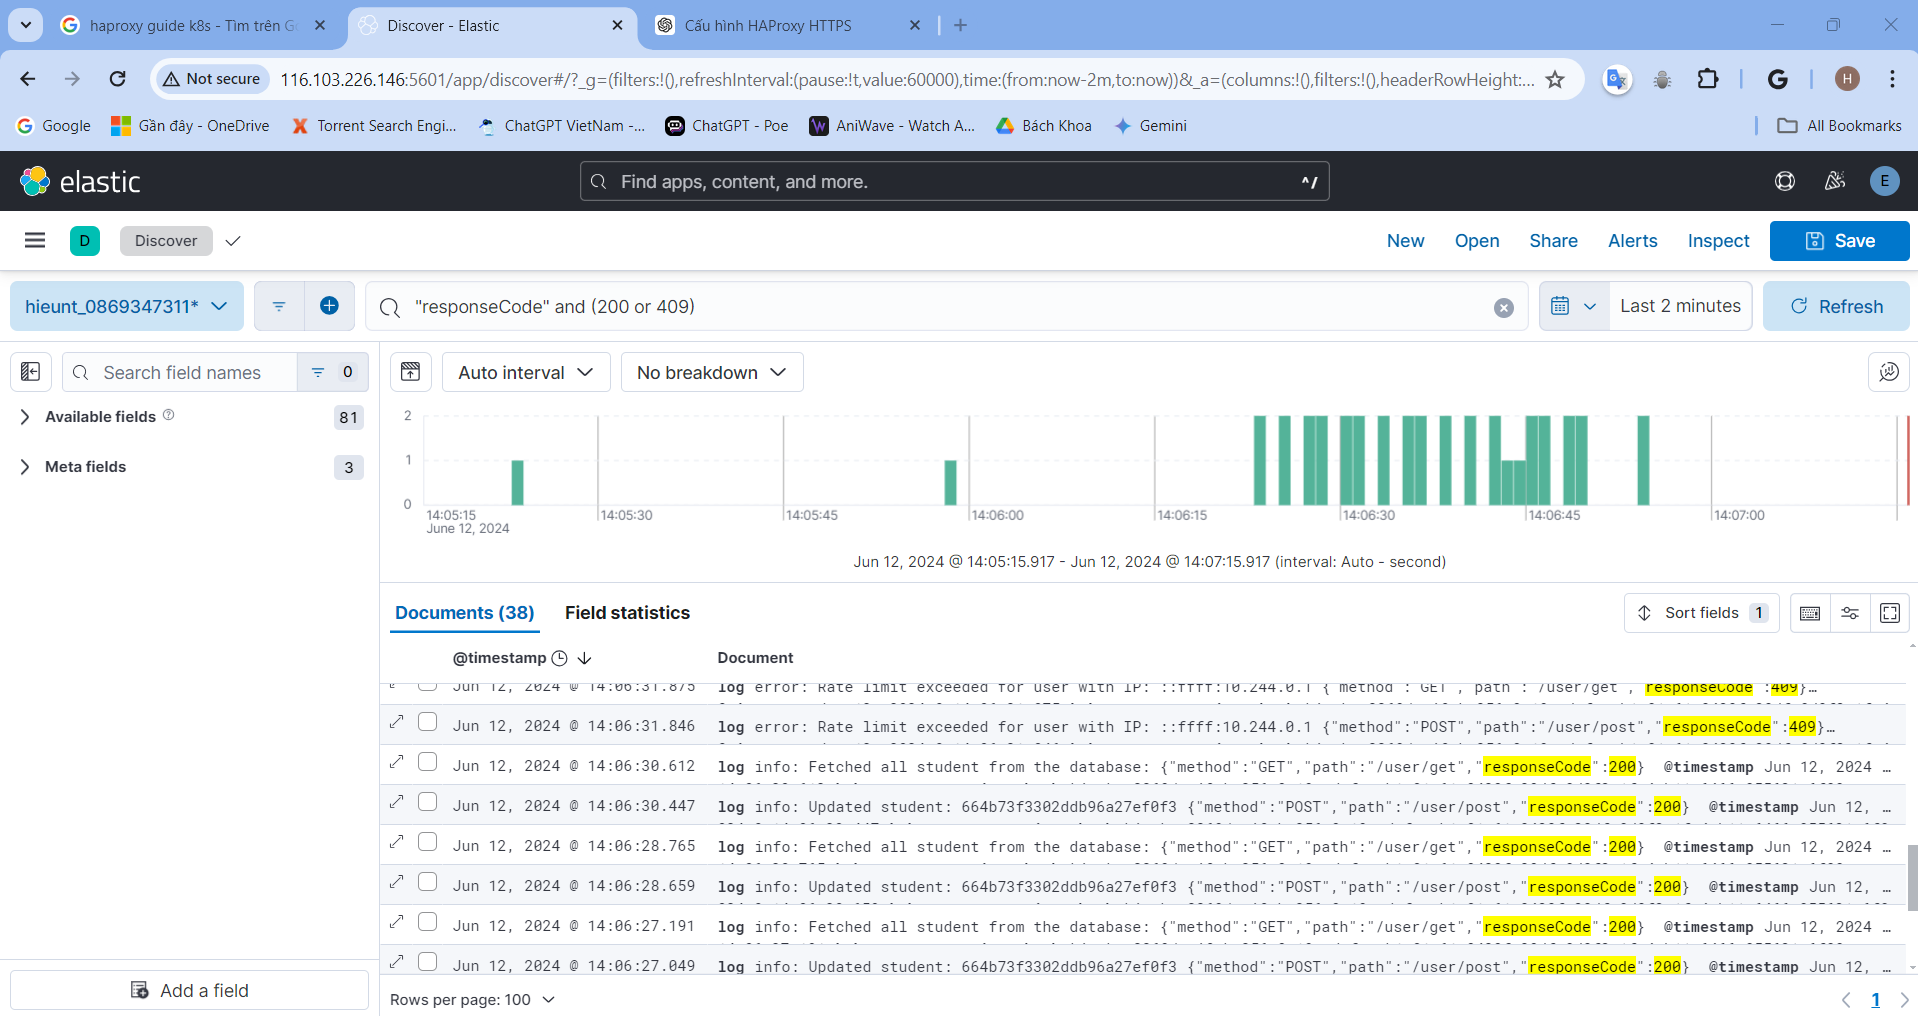 haproxy guide k8s - Tìm trên G
Discover - Elastic
Cấu hình HAProxy HTTPS
Not secure
116.103.226.146:5601/app/discover#/?_g=(filters:!(),refreshInterval:(pause:!t,value:60000),time:(from:now-2m,to:now))&_a=(columns:!(),filters:!(),headerRowHeight:...
H
Google
Gần đây - OneDrive
Torrent Search Engi...
ChatGPT VietNam -...
ChatGPT - Poe
AniWave - Watch A...
Bách Khoa
Gemini
All Bookmarks
elastic
Find apps, content, and more.
^/
E
D
Discover
New
Open
Share
Alerts
Inspect
Save
hieunt_0869347311*
"responseCode" and (200 or 409)
Last 2 minutes
Refresh
Search field names
0
Auto interval
No breakdown
Available fields
81
Meta fields
3
2
1
0
14:05:15
June 12, 2024
14:05:30
14:05:45
14:06:00
14:06:15
14:06:30
14:06:45
14:07:00
Jun 12, 2024 @ 14:05:15.917 - Jun 12, 2024 @ 14:07:15.917 (interval: Auto - second)
Documents (38)
Field statistics
Sort fields 1
@timestamp
Document
Jun 12, 2024 @ 14:06:31.875 log error: Rate limit exceeded for user with IP: ::ffff:10.244.0.1 {"method":"GET","path":"/user/get","responseCode":409}…
Jun 12, 2024 @ 14:06:31.846 log error: Rate limit exceeded for user with IP: ::ffff:10.244.0.1 {"method":"POST","path":"/user/post","responseCode":409}…
Jun 12, 2024 @ 14:06:30.612 log info: Fetched all student from the database: {"method":"GET","path":"/user/get","responseCode":200} @timestamp Jun 12, 2024 …
Jun 12, 2024 @ 14:06:30.447 log info: Updated student: 664b73f3302ddb96a27ef0f3 {"method":"POST","path":"/user/post","responseCode":200} @timestamp Jun 12, …
Jun 12, 2024 @ 14:06:28.765 log info: Fetched all student from the database: {"method":"GET","path":"/user/get","responseCode":200} @timestamp Jun 12, 2024 …
Jun 12, 2024 @ 14:06:28.659 log info: Updated student: 664b73f3302ddb96a27ef0f3 {"method":"POST","path":"/user/post","responseCode":200} @timestamp Jun 12, …
Jun 12, 2024 @ 14:06:27.191 log info: Fetched all student from the database: {"method":"GET","path":"/user/get","responseCode":200} @timestamp Jun 12, 2024 …
Jun 12, 2024 @ 14:06:27.049 log info: Updated student: 664b73f3302ddb96a27ef0f3 {"method":"POST","path":"/user/post","responseCode":200} @timestamp Jun 12, …
Add a field
Rows per page: 100
1